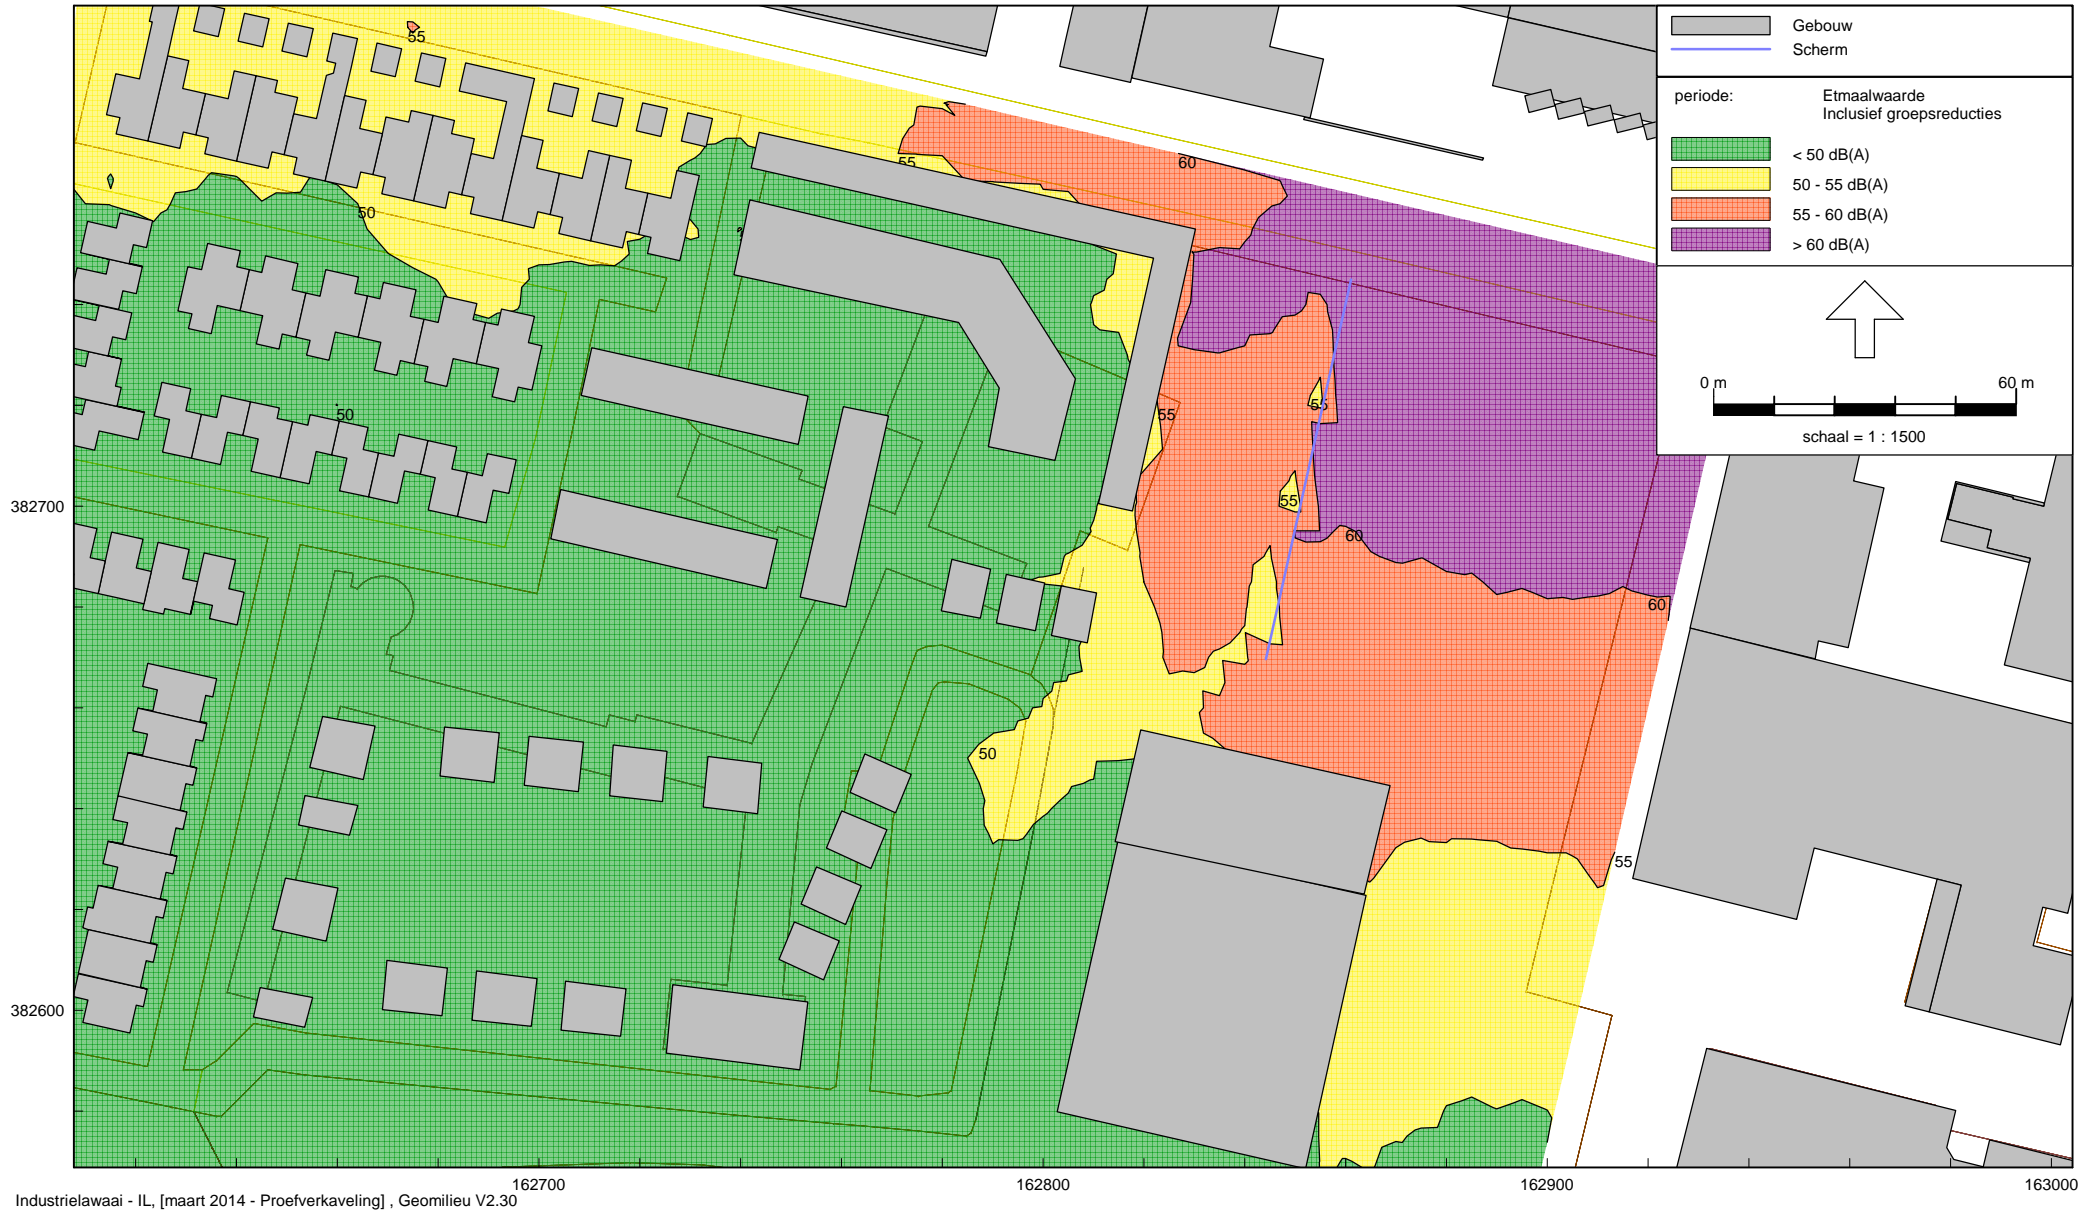 Gebouw
Scherm
periode: Etmaalwaarde
Inclusief groepsreducties
< 50 dB(A)
50 - 55 dB(A)
55 - 60 dB(A)
> 60 dB(A)
0 m 60 m
schaal = 1 : 1500
55
55
60
50
50
55
55
55
60
60
50
55
382700
382600
162700 162800 162900 163000
Industrielawaai - IL, [maart 2014 - Proefverkaveling] , Geomilieu V2.30